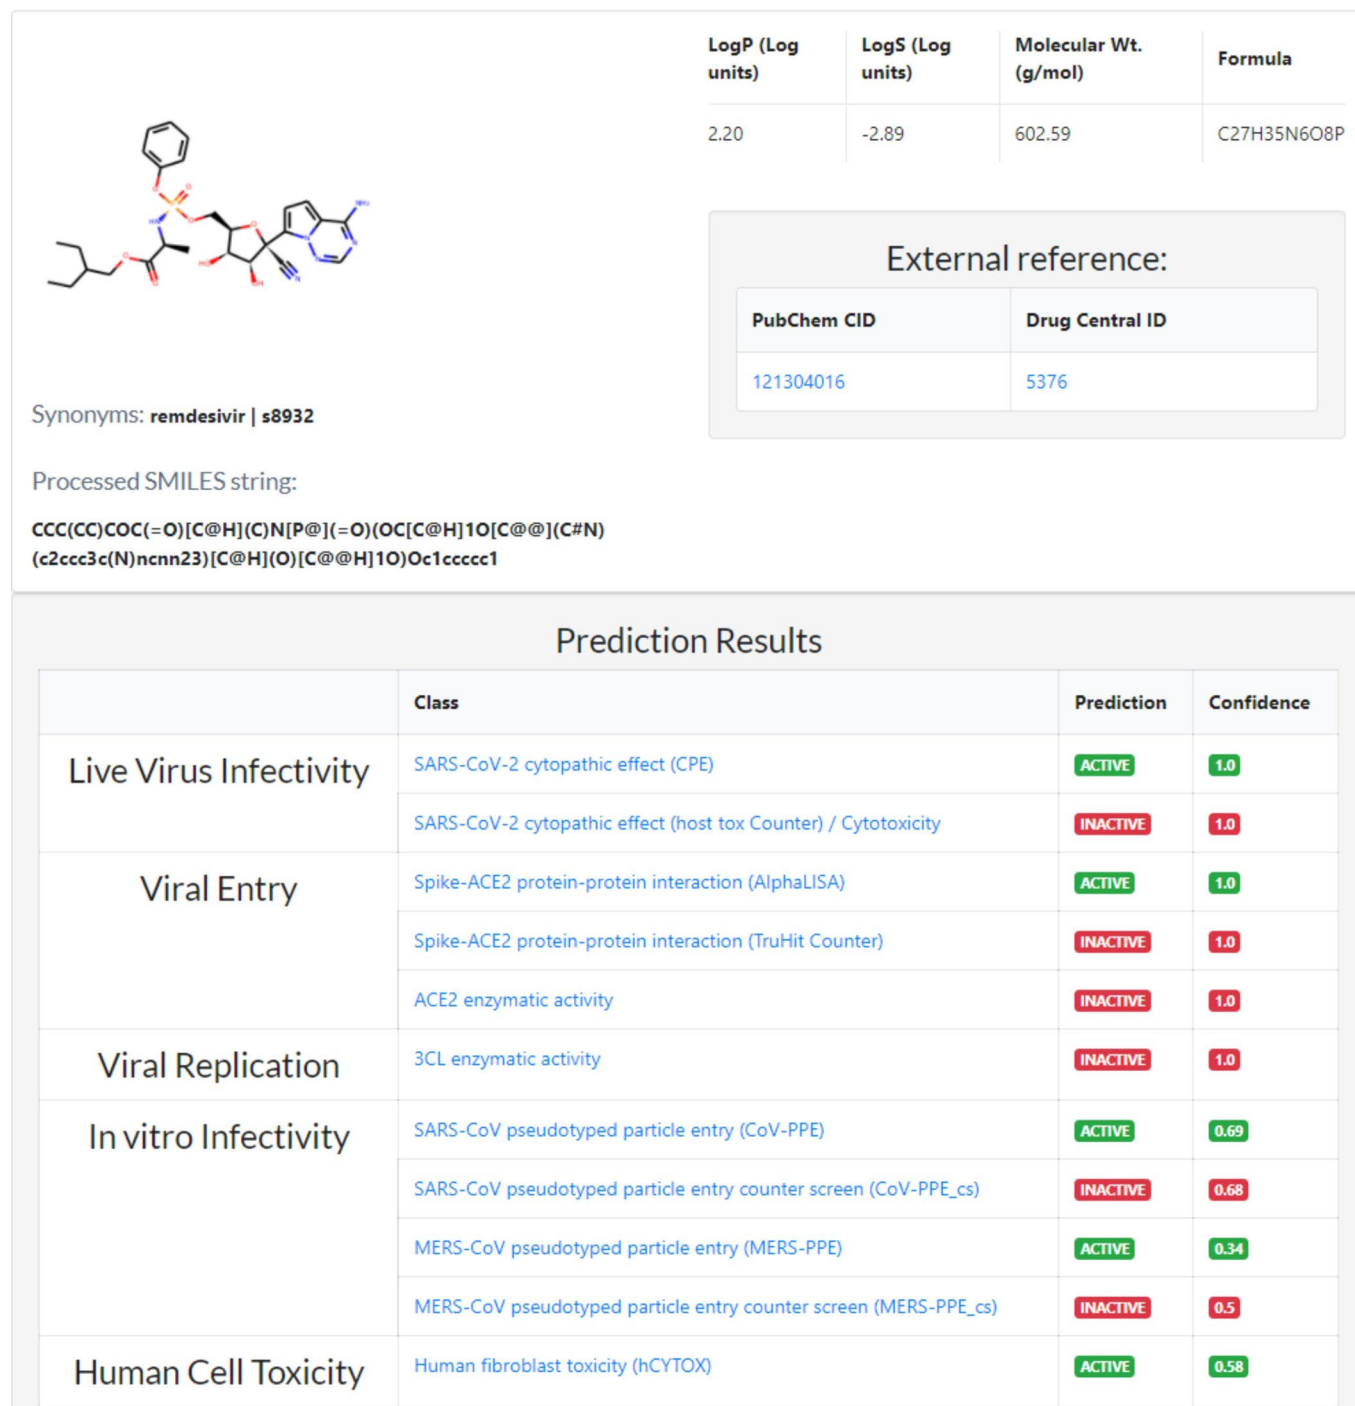 LogP (Log units)
LogS (Log units)
Molecular Wt. (g/mol)
Formula
2.20
-2.89
602.59
C27H35N6O8P
External reference:
PubChem CID
Drug Central ID
121304016
5376
Synonyms: remdesivir | s8932
Processed SMILES string:
CCC(CC)COC(=O)[C@H](C)N[P@](=O)(OC[C@H]1O[C@@](C#N)
(c2ccc3c(N)ncnn23)[C@H](O)[C@@H]1O)Oc1ccccc1
Prediction Results
Class Prediction Confidence
Live Virus Infectivity
SARS-CoV-2 cytopathic effect (CPE) ACTIVE 1.0
SARS-CoV-2 cytopathic effect (host tox Counter) / Cytotoxicity INACTIVE 1.0
Viral Entry
Spike-ACE2 protein-protein interaction (AlphaLISA) ACTIVE 1.0
Spike-ACE2 protein-protein interaction (TruHit Counter) INACTIVE 1.0
ACE2 enzymatic activity INACTIVE 1.0
Viral Replication
3CL enzymatic activity INACTIVE 1.0
In vitro Infectivity
SARS-CoV pseudotyped particle entry (CoV-PPE) ACTIVE 0.69
SARS-CoV pseudotyped particle entry counter screen (CoV-PPE_cs) INACTIVE 0.68
MERS-CoV pseudotyped particle entry (MERS-PPE) ACTIVE 0.34
MERS-CoV pseudotyped particle entry counter screen (MERS-PPE_cs) INACTIVE 0.5
Human Cell Toxicity
Human fibroblast toxicity (hCYTOX) ACTIVE 0.58